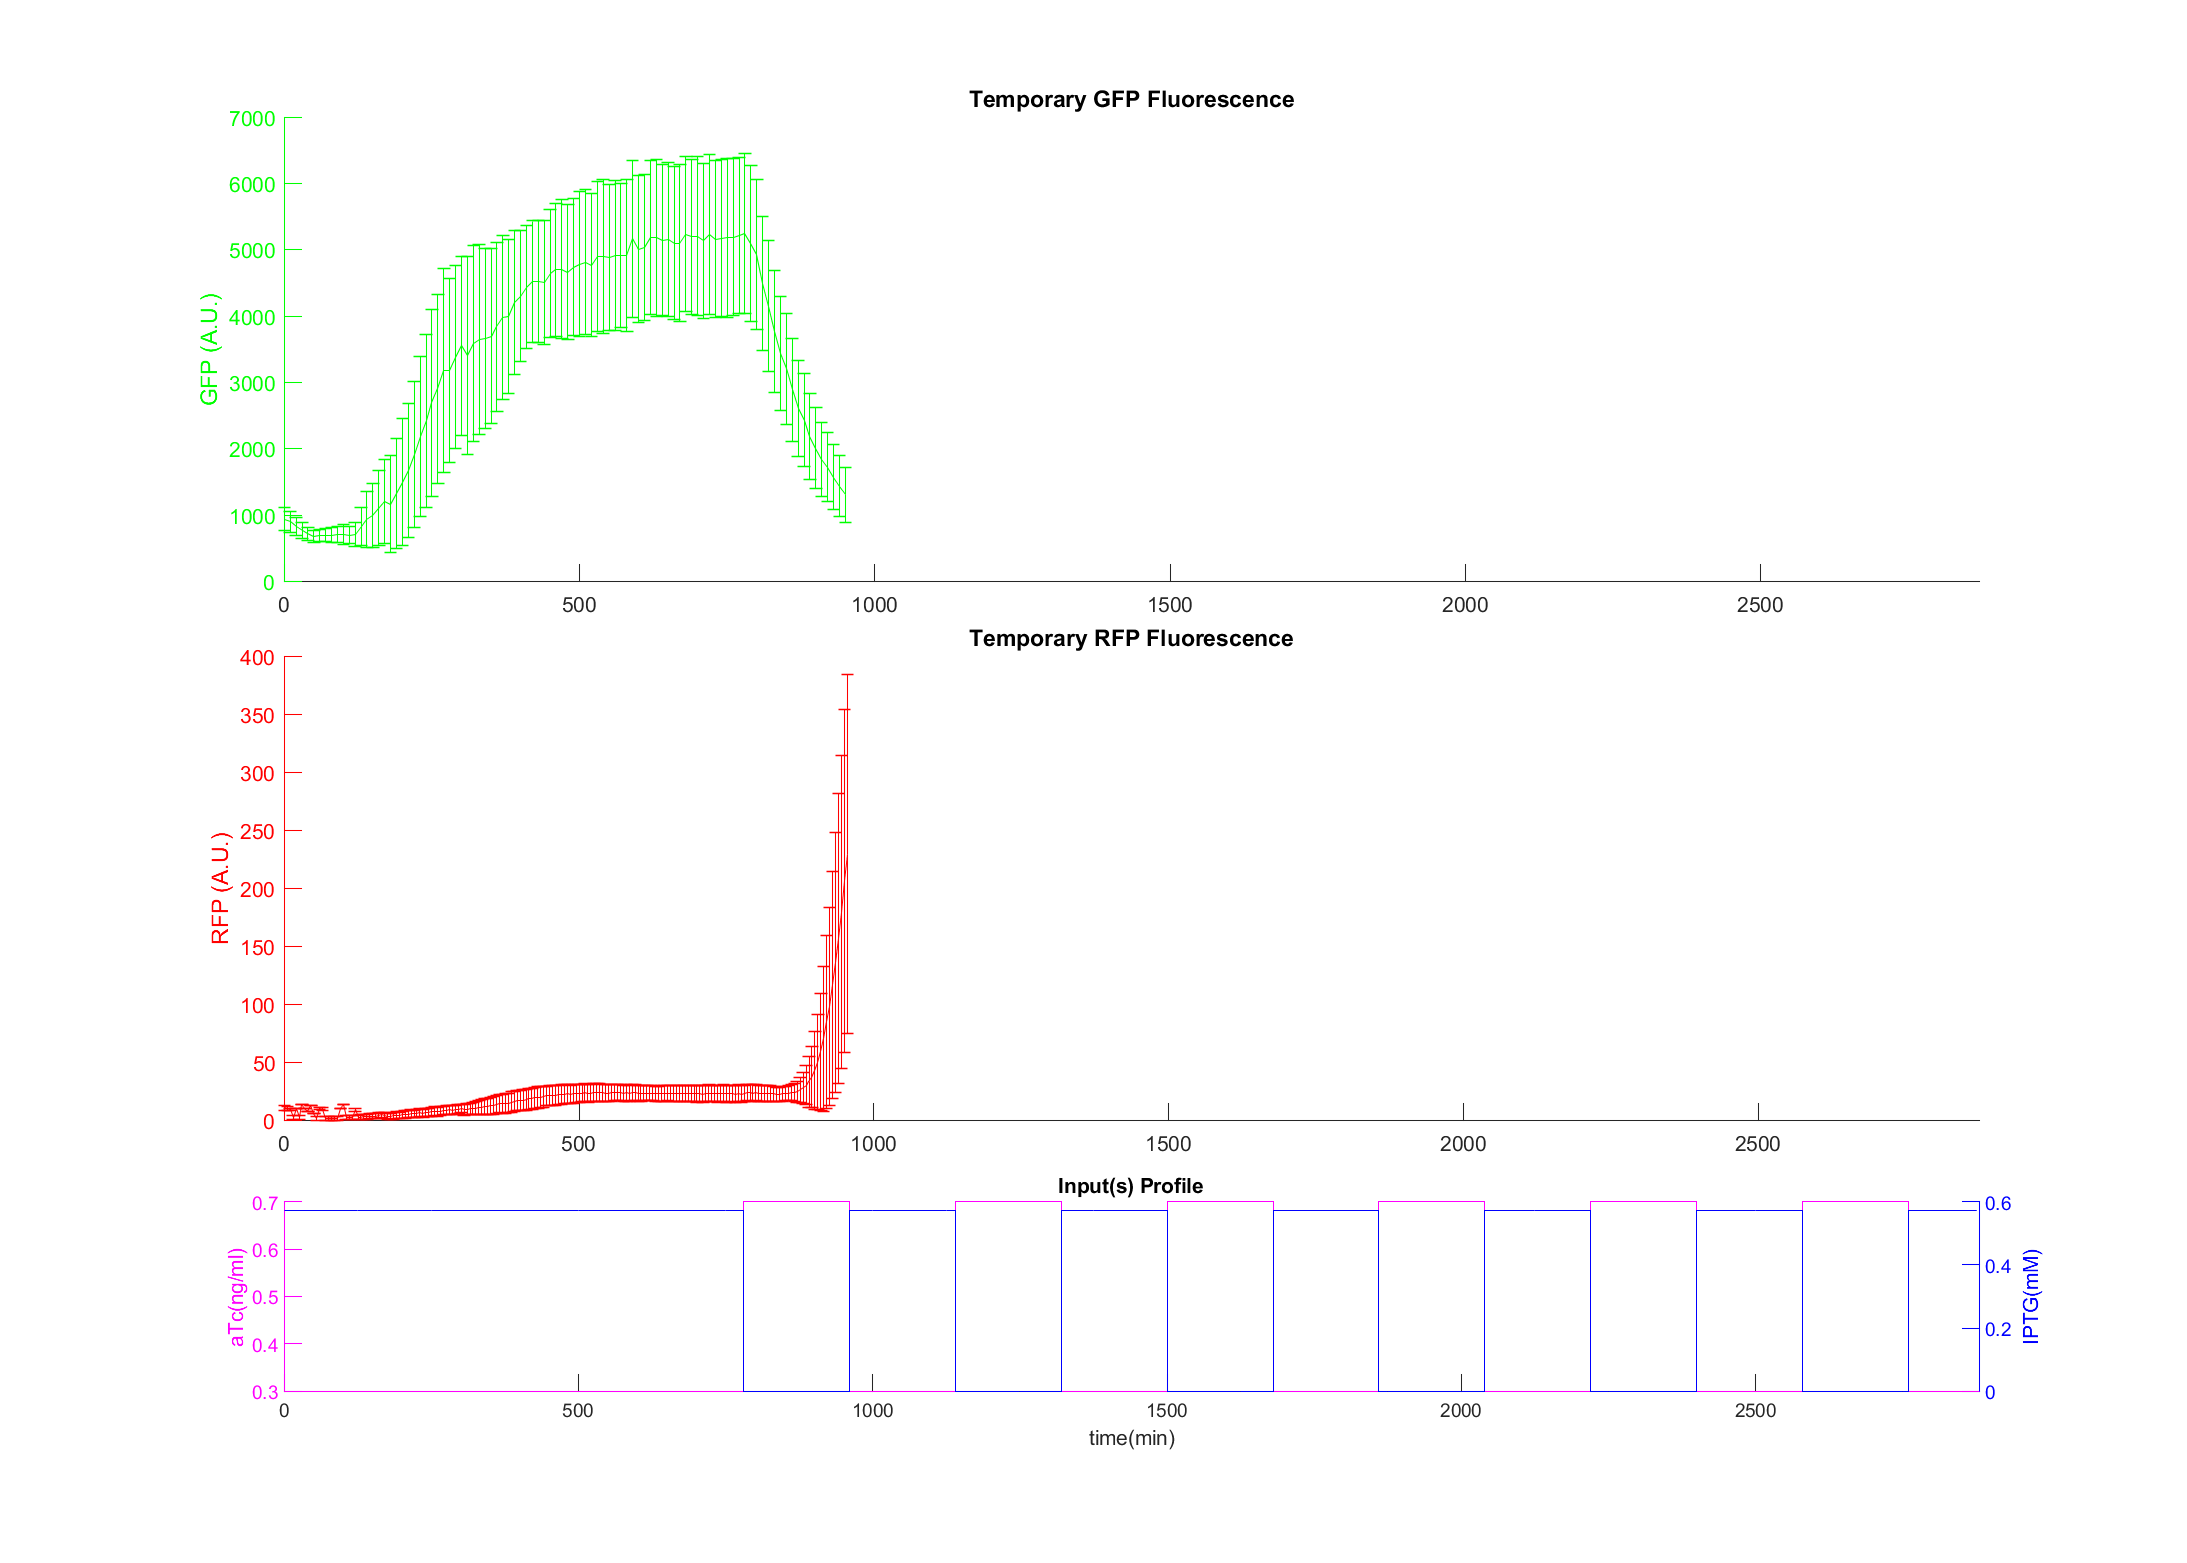 Temporary GFP Fluorescence
7000
6000
5000
4000
3000
2000
1000
0
GFP (A.U.)
0 500 1000 1500 2000 2500
Temporary RFP Fluorescence
400
350
300
250
200
150
100
50
0
RFP (A.U.)
0 500 1000 1500 2000 2500
Input(s) Profile
0.7
0.6
0.5
0.4
0.3
aTc(ng/ml)
0.6
0.4
0.2
0
IPTG(mM)
0 500 1000 1500 2000 2500
time(min)